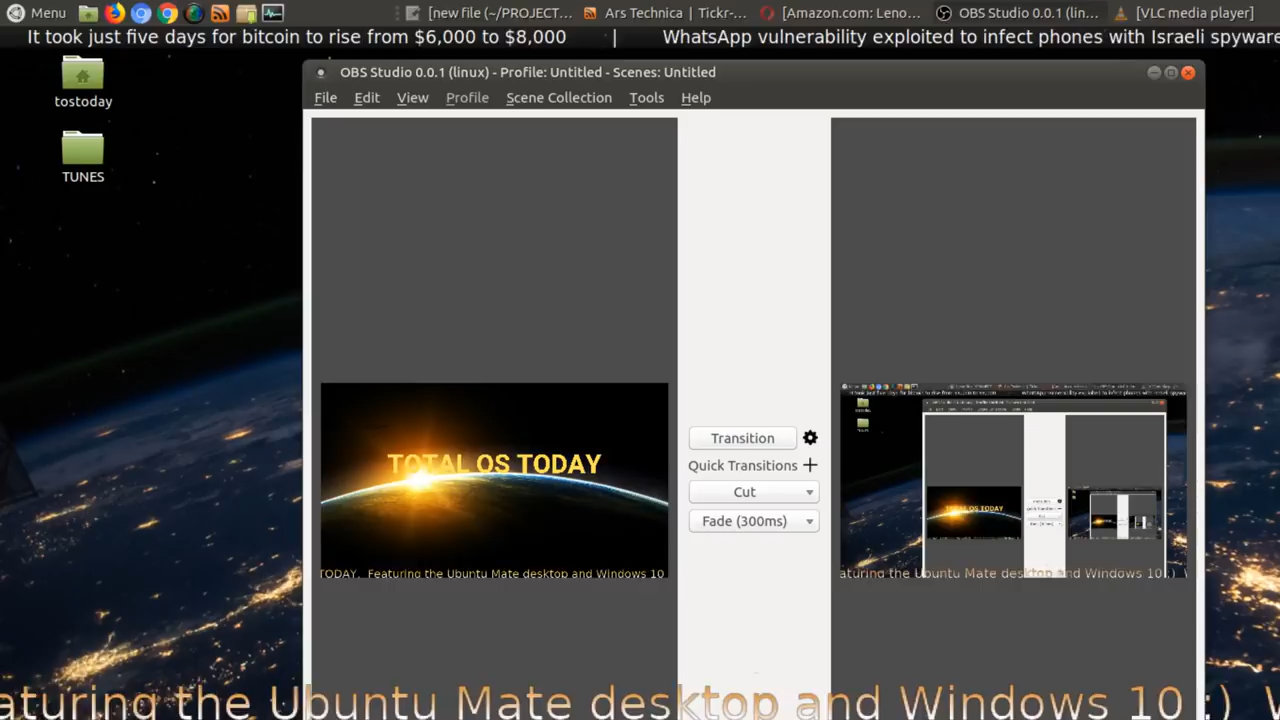 Menu [new file (~/PROJECT... Ars Technica | Tickr-... [Amazon.com: Leno... OBS Studio 0.0.1 (lin... [VLC media player]
It took just five days for bitcoin to rise from $6,000 to $8,000 | WhatsApp vulnerability exploited to infect phones with Israeli spyware
tostoday
TUNES
OBS Studio 0.0.1 (linux) - Profile: Untitled - Scenes: Untitled
File Edit View Profile Scene Collection Tools Help
TOTAL OS TODAY
TODAY. Featuring the Ubuntu Mate desktop and Windows 10
Transition
Quick Transitions
Cut
Fade (300ms)
aturing the Ubuntu Mate desktop and Windows 10 :)
aturing the Ubuntu Mate desktop and Windows 10 :)